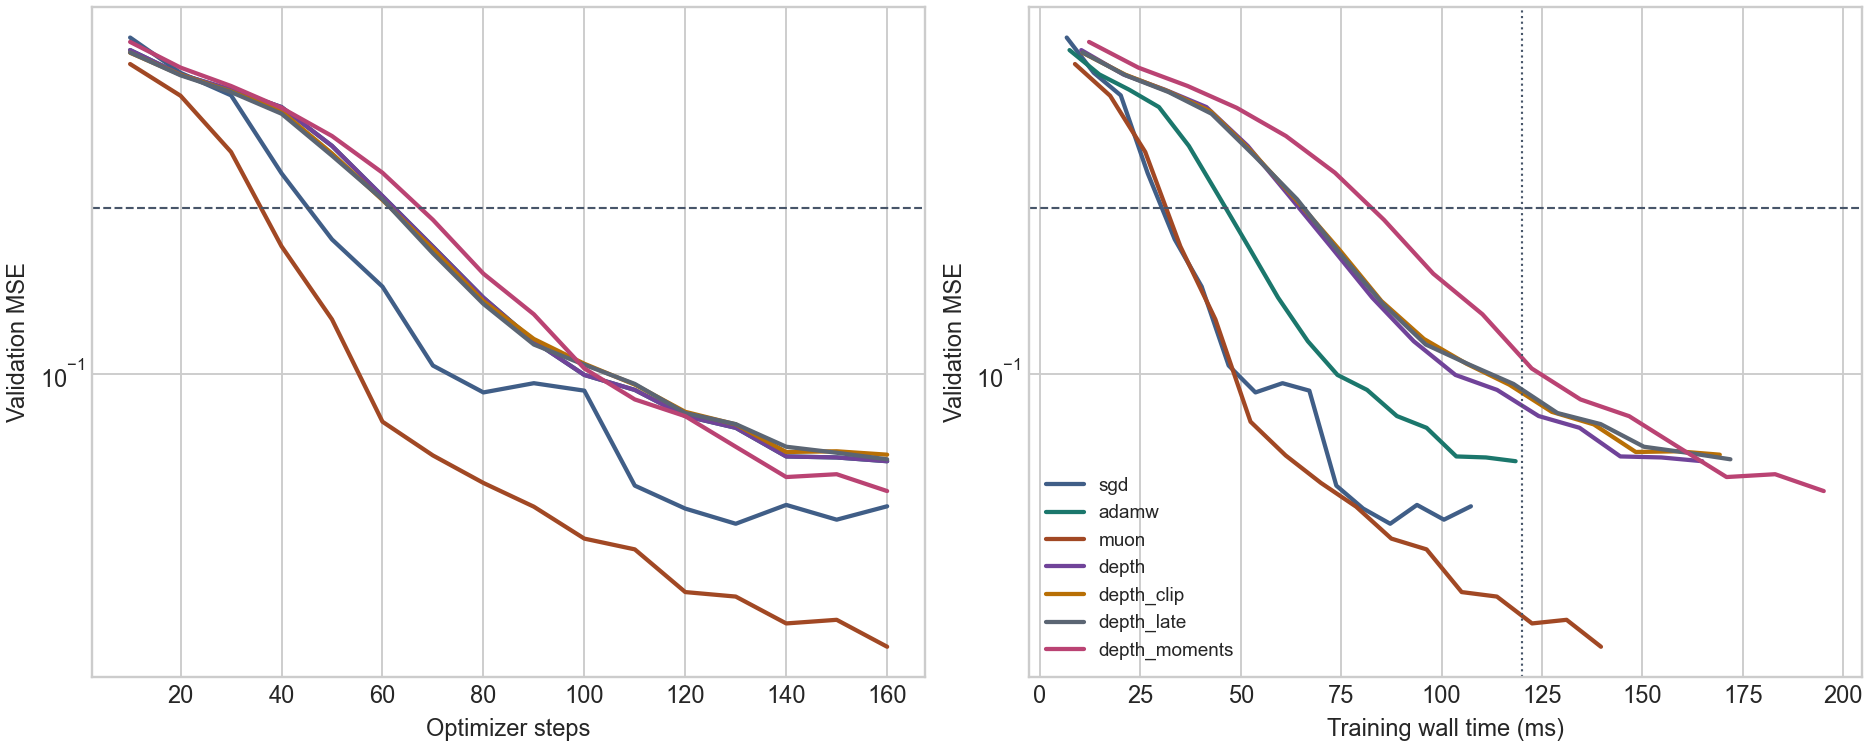 Validation MSE
10⁻¹
20 40 60 80 100 120 140 160
Optimizer steps
Validation MSE
10⁻¹
sgd
adamw
muon
depth
depth_clip
depth_late
depth_moments
0 25 50 75 100 125 150 175 200
Training wall time (ms)